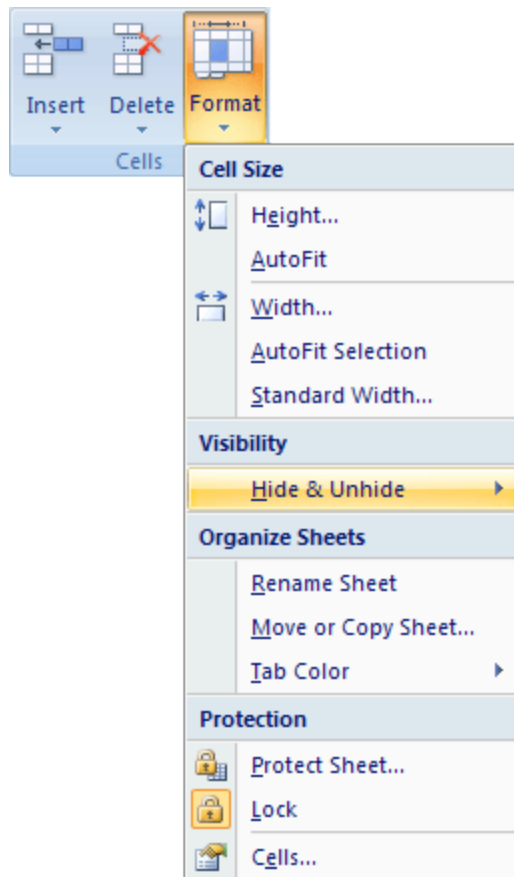 Insert Delete Format
Cells
Cell Size
Height...
AutoFit
Width...
AutoFit Selection
Standard Width...
Visibility
Hide & Unhide
Organize Sheets
Rename Sheet
Move or Copy Sheet...
Tab Color
Protection
Protect Sheet...
Lock
Cells...